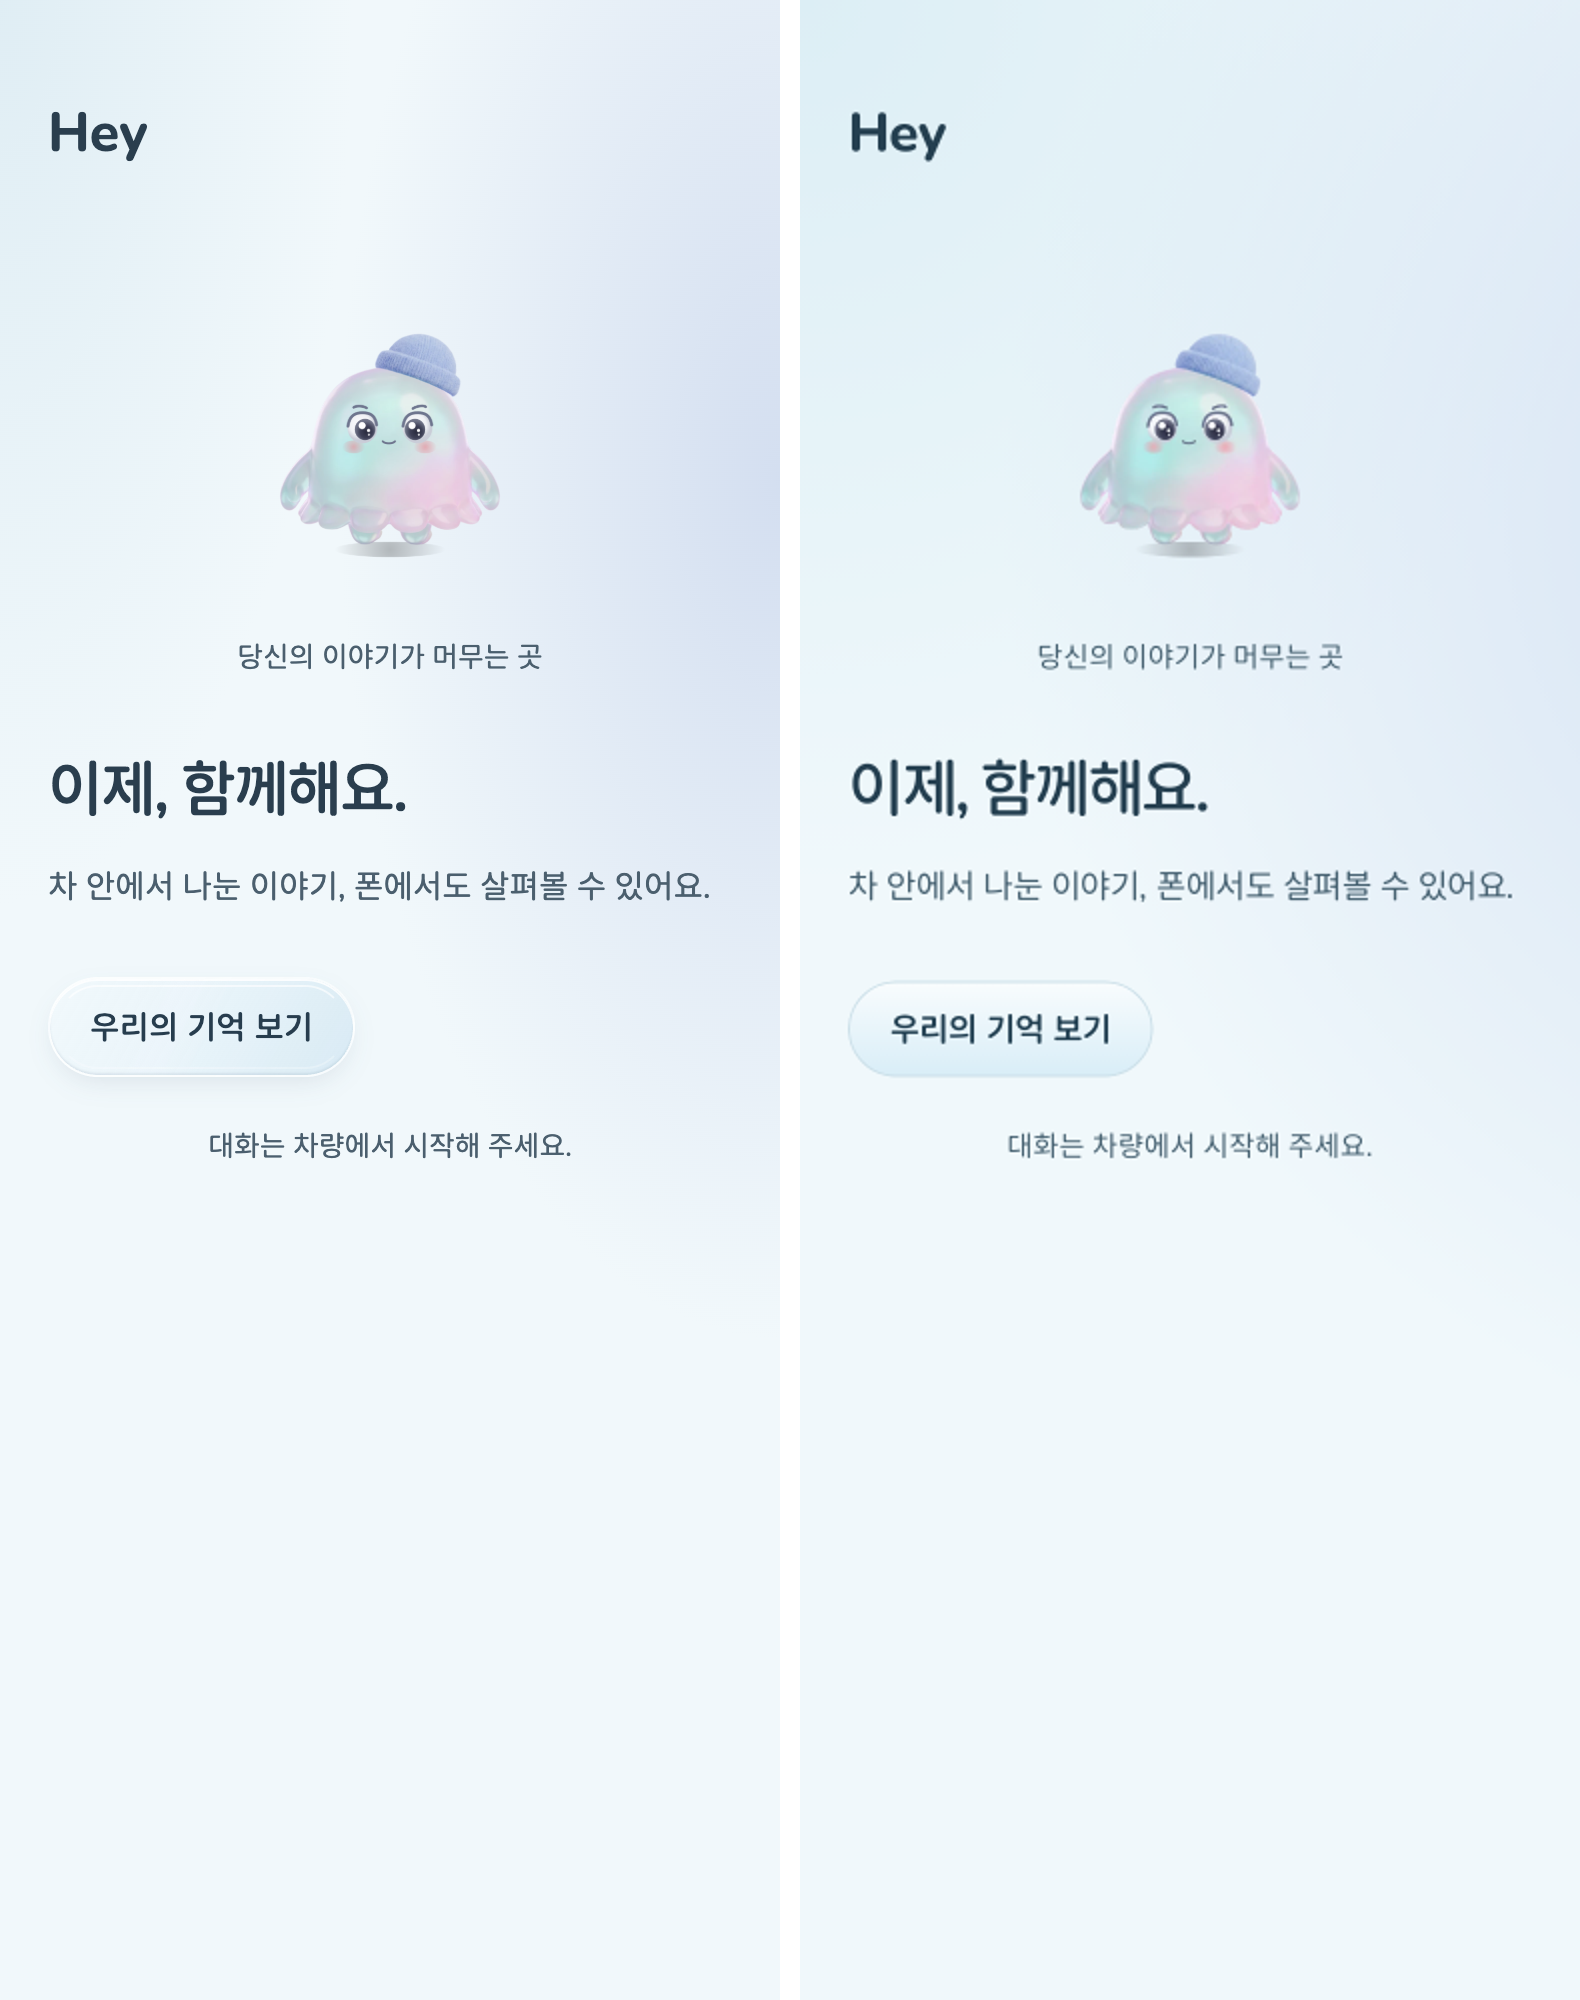 Hey
당신의 이야기가 머무는 곳
이제, 함께해요.
차 안에서 나눈 이야기, 폰에서도 살펴볼 수 있어요.
우리의 기억 보기
대화는 차량에서 시작해 주세요.
Hey
당신의 이야기가 머무는 곳
이제, 함께해요.
차 안에서 나눈 이야기, 폰에서도 살펴볼 수 있어요.
우리의 기억 보기
대화는 차량에서 시작해 주세요.